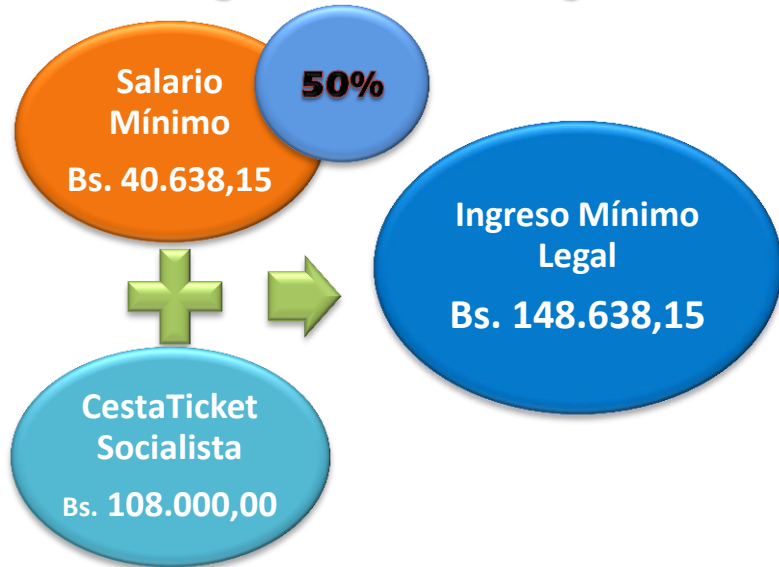 Salario
Mínimo
Bs. 40.638,15
50%
Ingreso Mínimo
Legal
Bs. 148.638,15
CestaTicket
Socialista
Bs. 108.000,00